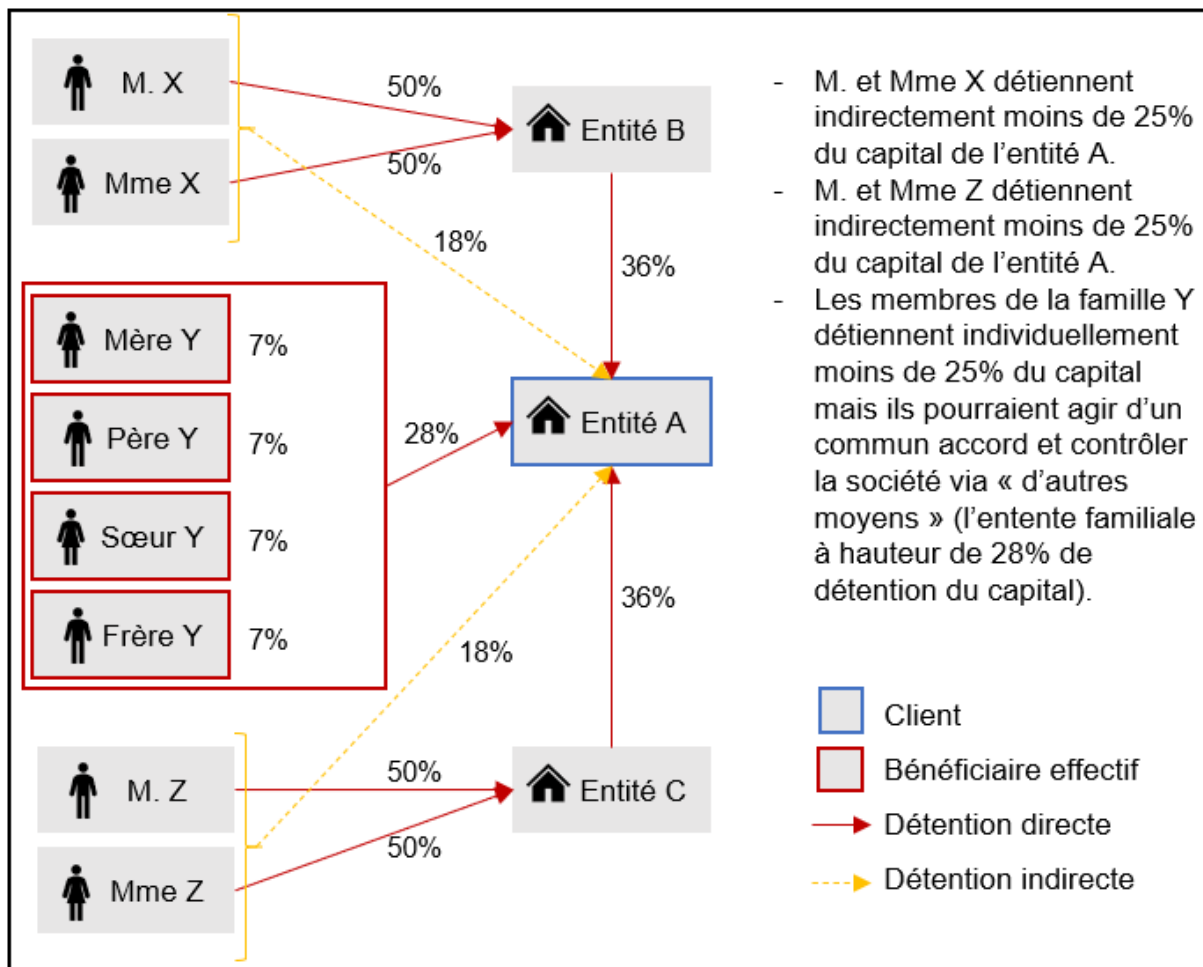 M. X
50%
Entité B
Mme X
50%
18%
36%
Mère Y
7%
Père Y
7%
28%
Entité A
Sœur Y
7%
Frère Y
7%
36%
18%
M. Z
50%
Entité C
50%
Mme Z
- M. et Mme X détiennent
indirectement moins de 25%
du capital de l’entité A.
- M. et Mme Z détiennent
indirectement moins de 25%
du capital de l’entité A.
- Les membres de la famille Y
détiennent individuellement
moins de 25% du capital
mais ils pourraient agir d’un
commun accord et contrôler
la société via « d’autres
moyens » (l’entente familiale
à hauteur de 28% de
détention du capital).
Client
Bénéficiaire effectif
Détention directe
Détention indirecte